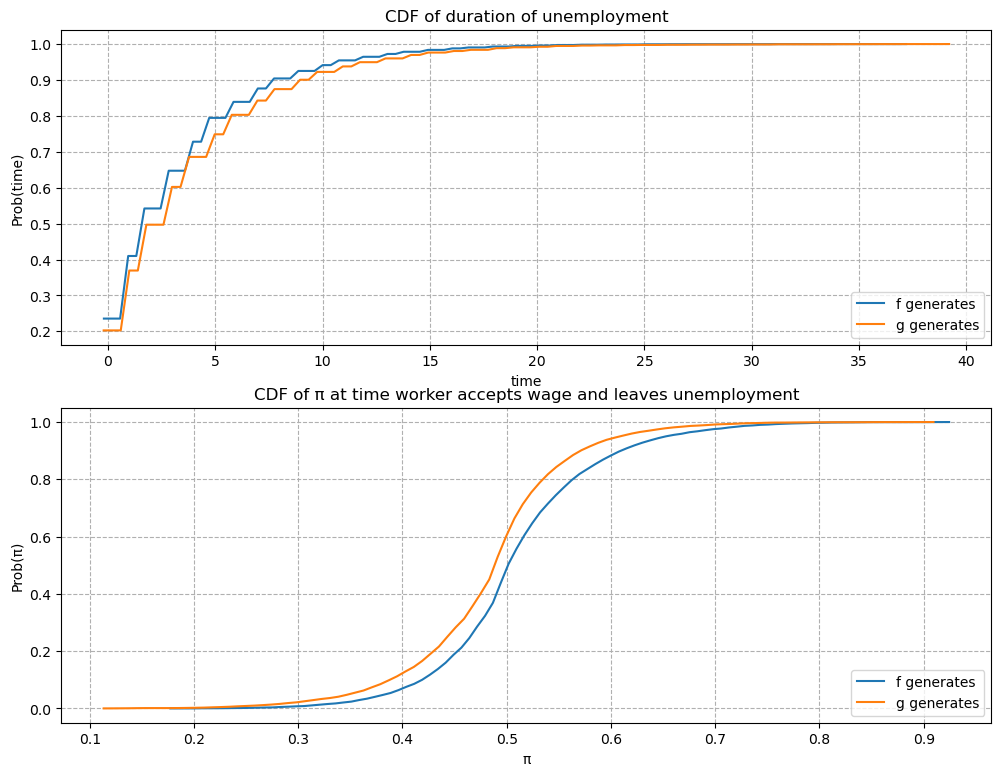 CDF of duration of unemployment
Prob(time)
1.0
0.9
0.8
0.7
0.6
0.5
0.4
0.3
0.2
f generates
g generates
0 5 10 15 20 25 30 35 40
time
CDF of π at time worker accepts wage and leaves unemployment
Prob(π)
1.0
0.8
0.6
0.4
0.2
0.0
f generates
g generates
0.1 0.2 0.3 0.4 0.5 0.6 0.7 0.8 0.9
π